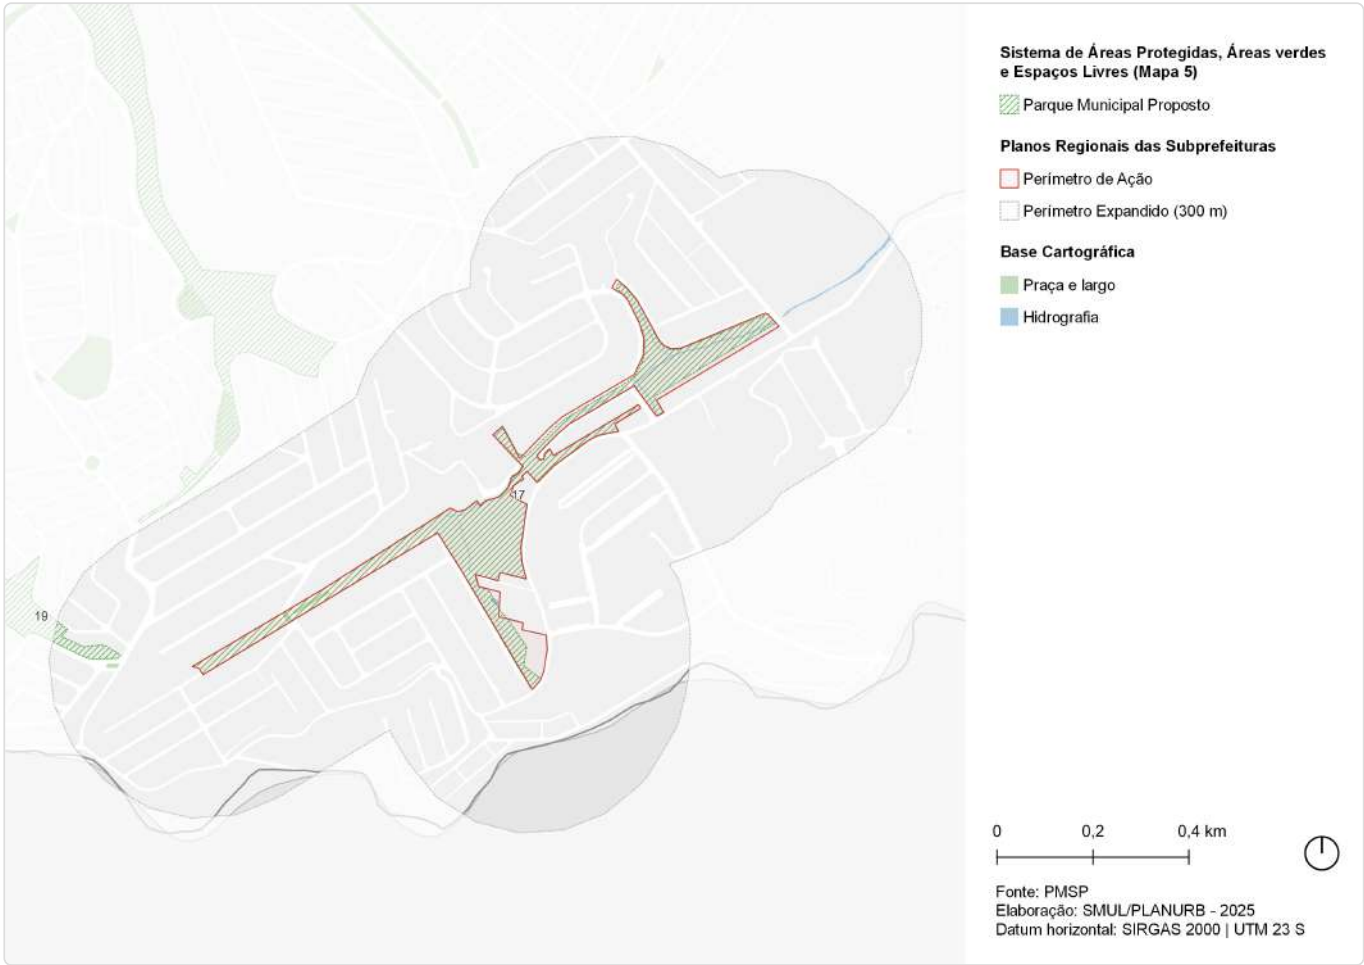 Sistema de Áreas Protegidas, Áreas verdes
e Espaços Livres (Mapa 5)
Parque Municipal Proposto
Planos Regionais das Subprefeituras
Perímetro de Ação
Perímetro Expandido (300 m)
Base Cartográfica
Praça e largo
Hidrografia
17
19
0 0,2 0,4 km
Fonte: PMSP
Elaboração: SMUL/PLANURB - 2025
Datum horizontal: SIRGAS 2000 | UTM 23 S